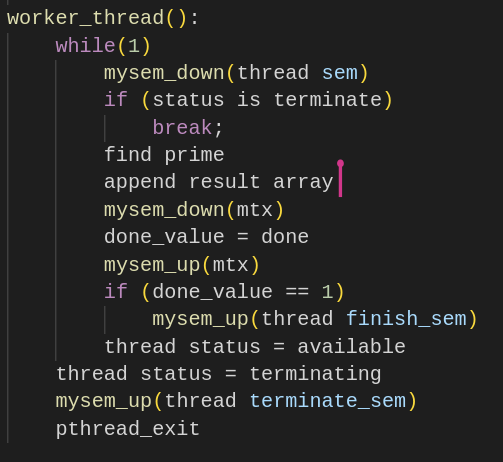 worker_thread():
while(1)
mysem_down(thread sem)
if (status is terminate)
break;
find prime
append result array
mysem_down(mtx)
done_value = done
mysem_up(mtx)
if (done_value == 1)
mysem_up(thread finish_sem)
thread status = available
thread status = terminating
mysem_up(thread terminate_sem)
pthread_exit